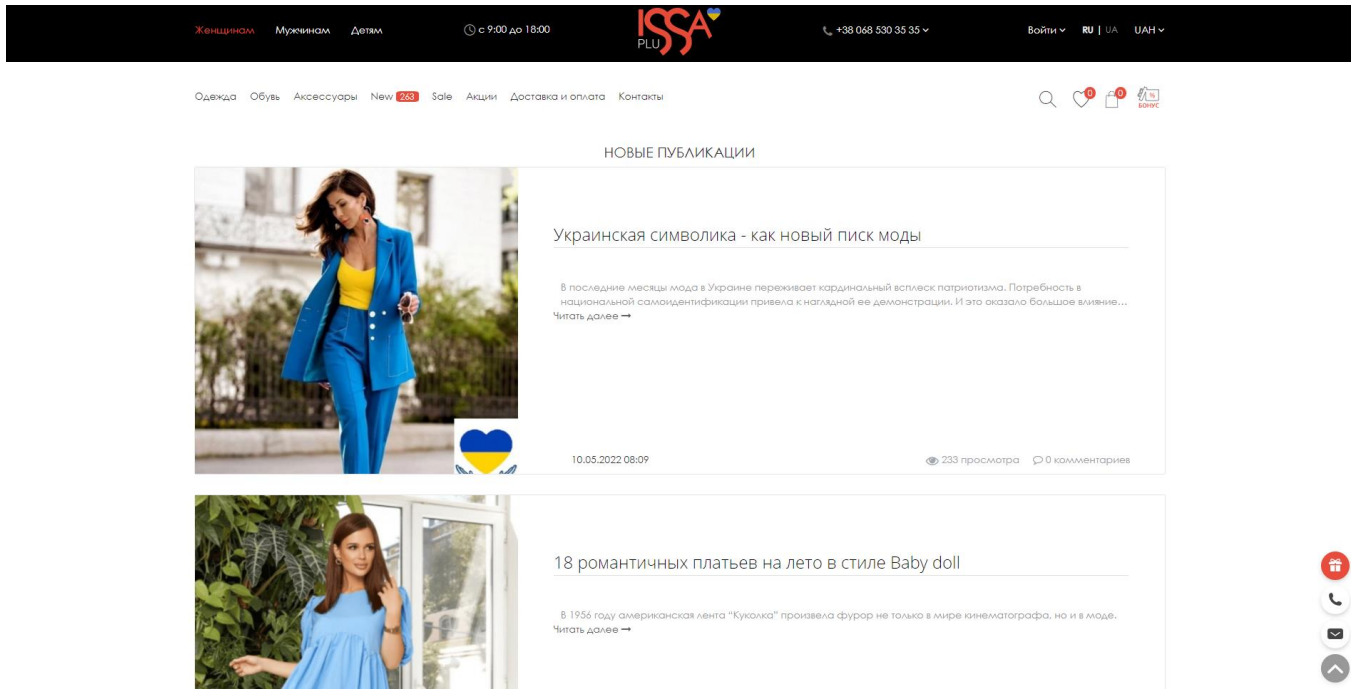 Женщинам Мужчинам Детям с 9:00 до 18:00 ISSA PLUS +38 068 530 35 35 Войти RU | UA UAH
Одежда Обувь Аксессуары New 263 Sale Акции Доставка и оплата Контакты 0 0 % БОНУС
НОВЫЕ ПУБЛИКАЦИИ
Украинская символика - как новый писк моды
В последние месяцы мода в Украине переживает кардинальный всплеск патриотизма. Потребность в
национальной самоидентификации привела к наглядной ее демонстрации. И это оказало большое влияние...
Читать далее →
10.05.2022 08:09 233 просмотра 0 комментариев
18 романтичных платьев на лето в стиле Baby doll
В 1956 году американская лента “Куколка” произвела фурор не только в мире кинематографа, но и в моде.
Читать далее →